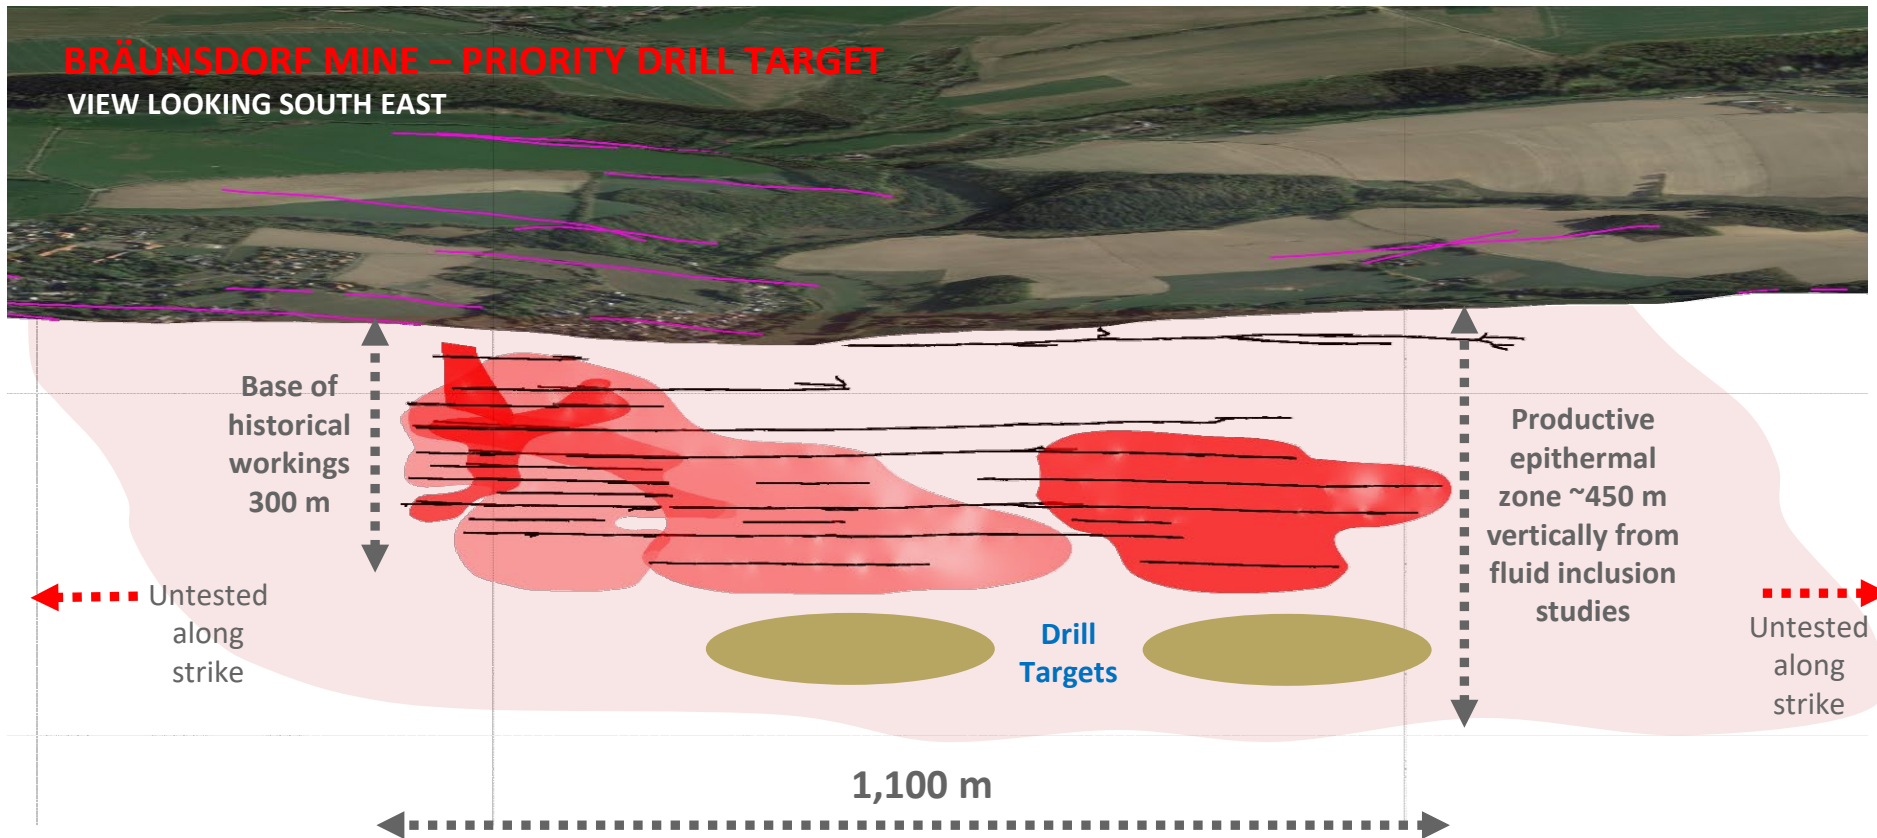 BRÄUNSDORF MINE – PRIORITY DRILL TARGET
VIEW LOOKING SOUTH EAST
Base of
historical
workings
300 m
Productive
epithermal
zone ~450 m
vertically from
fluid inclusion
studies
Untested
along
strike
Drill
Targets
Untested
along
strike
1,100 m